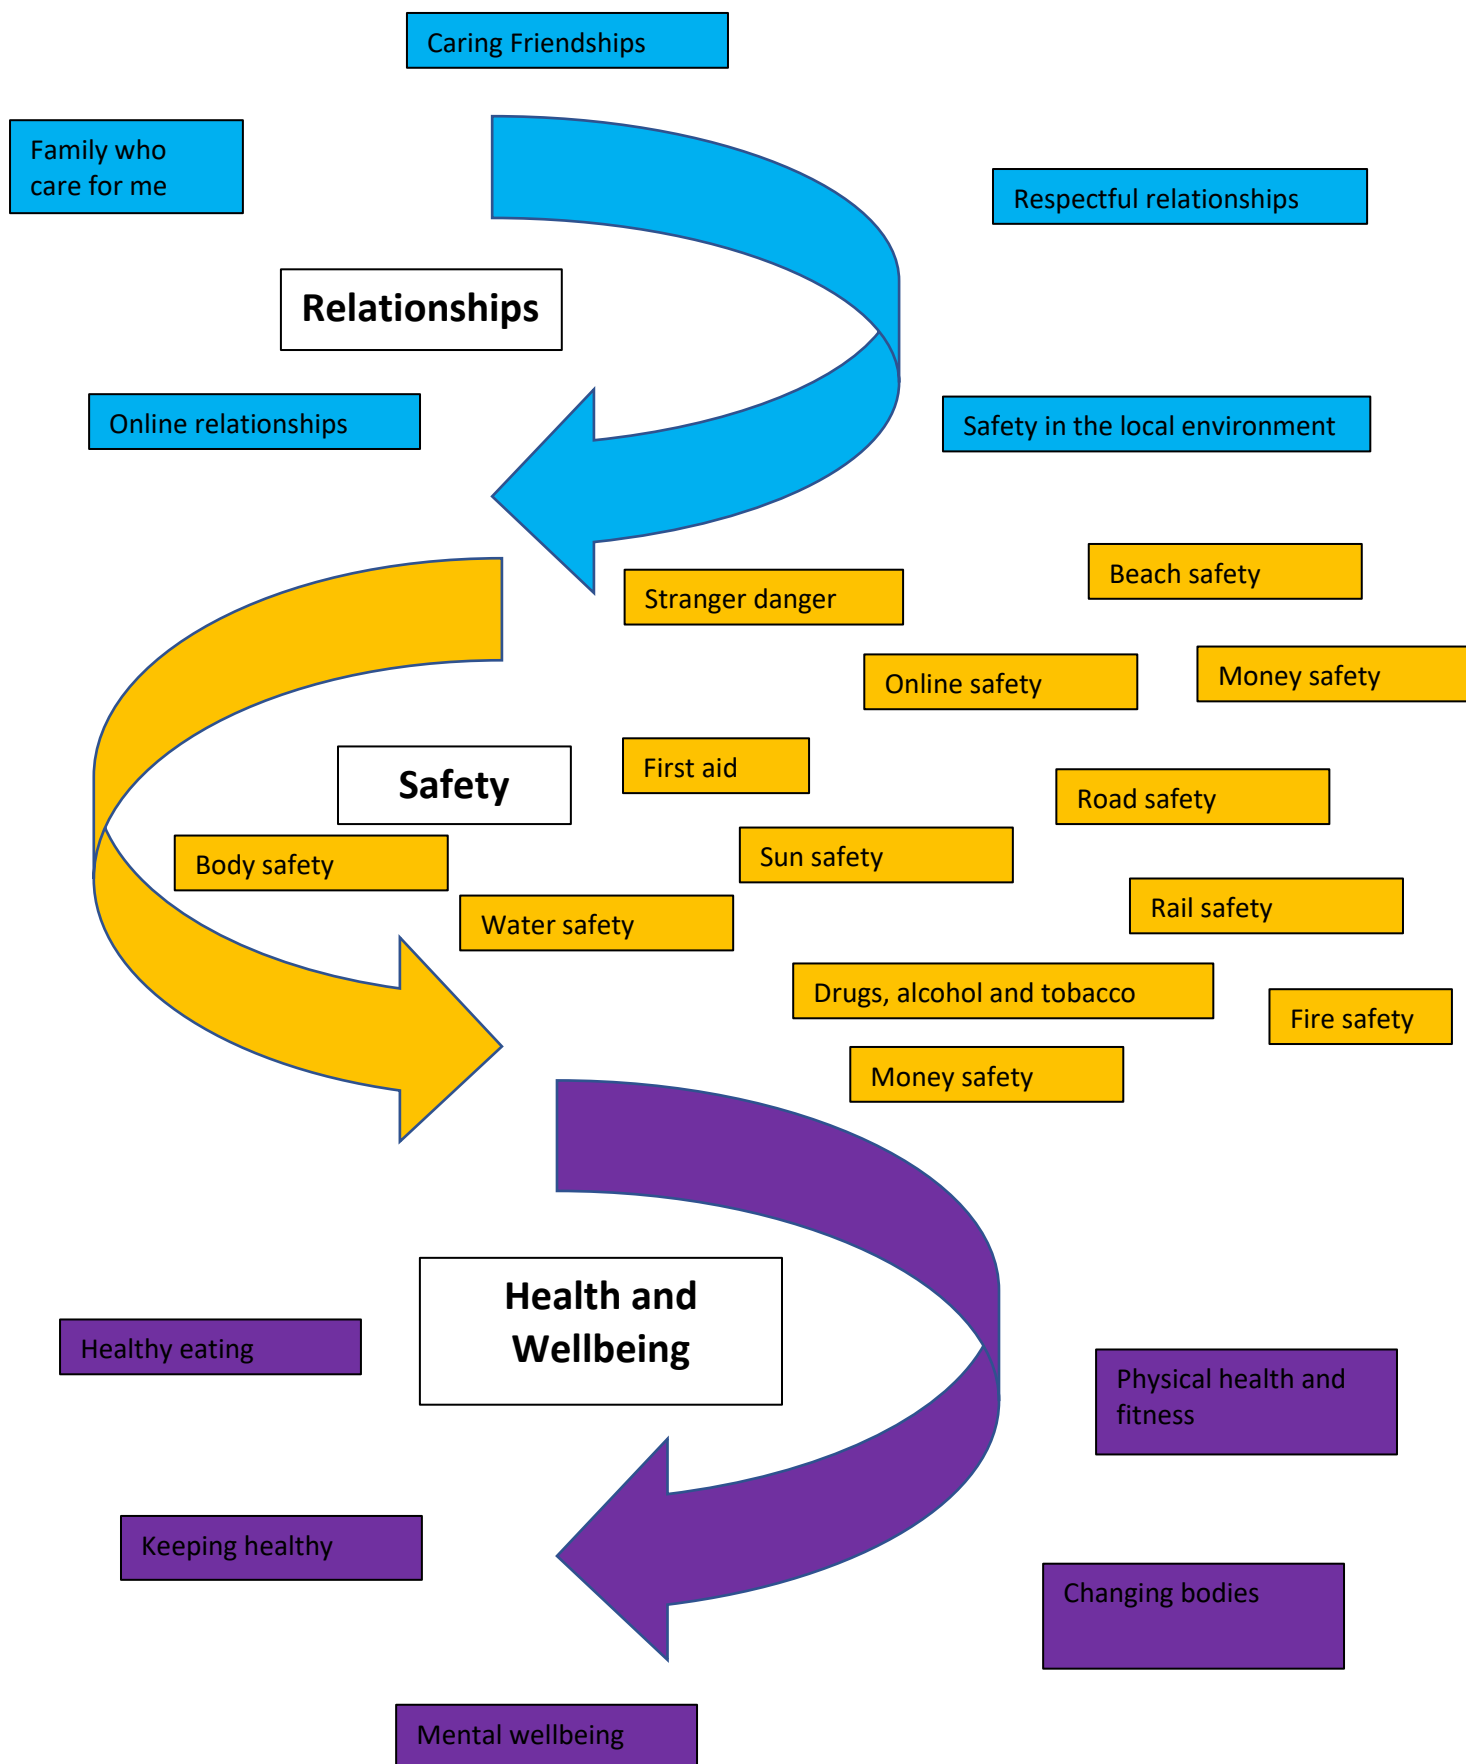 Caring Friendships
Family who
care for me
Respectful relationships
Relationships
Online relationships
Safety in the local environment
Beach safety
Stranger danger
Money safety
Online safety
First aid
Safety
Road safety
Sun safety
Body safety
Rail safety
Water safety
Drugs, alcohol and tobacco
Fire safety
Money safety
Health and
Wellbeing
Healthy eating
Physical health and
fitness
Keeping healthy
Changing bodies
Mental wellbeing